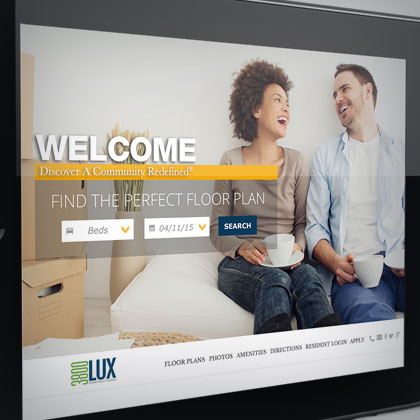 WELCOME
Discover A Community Redefined®
FIND THE PERFECT FLOOR PLAN
Beds
04/11/15
SEARCH
3800 LUX
FLOOR PLANS PHOTOS AMENITIES DIRECTIONS RESIDENT LOGIN APPLY